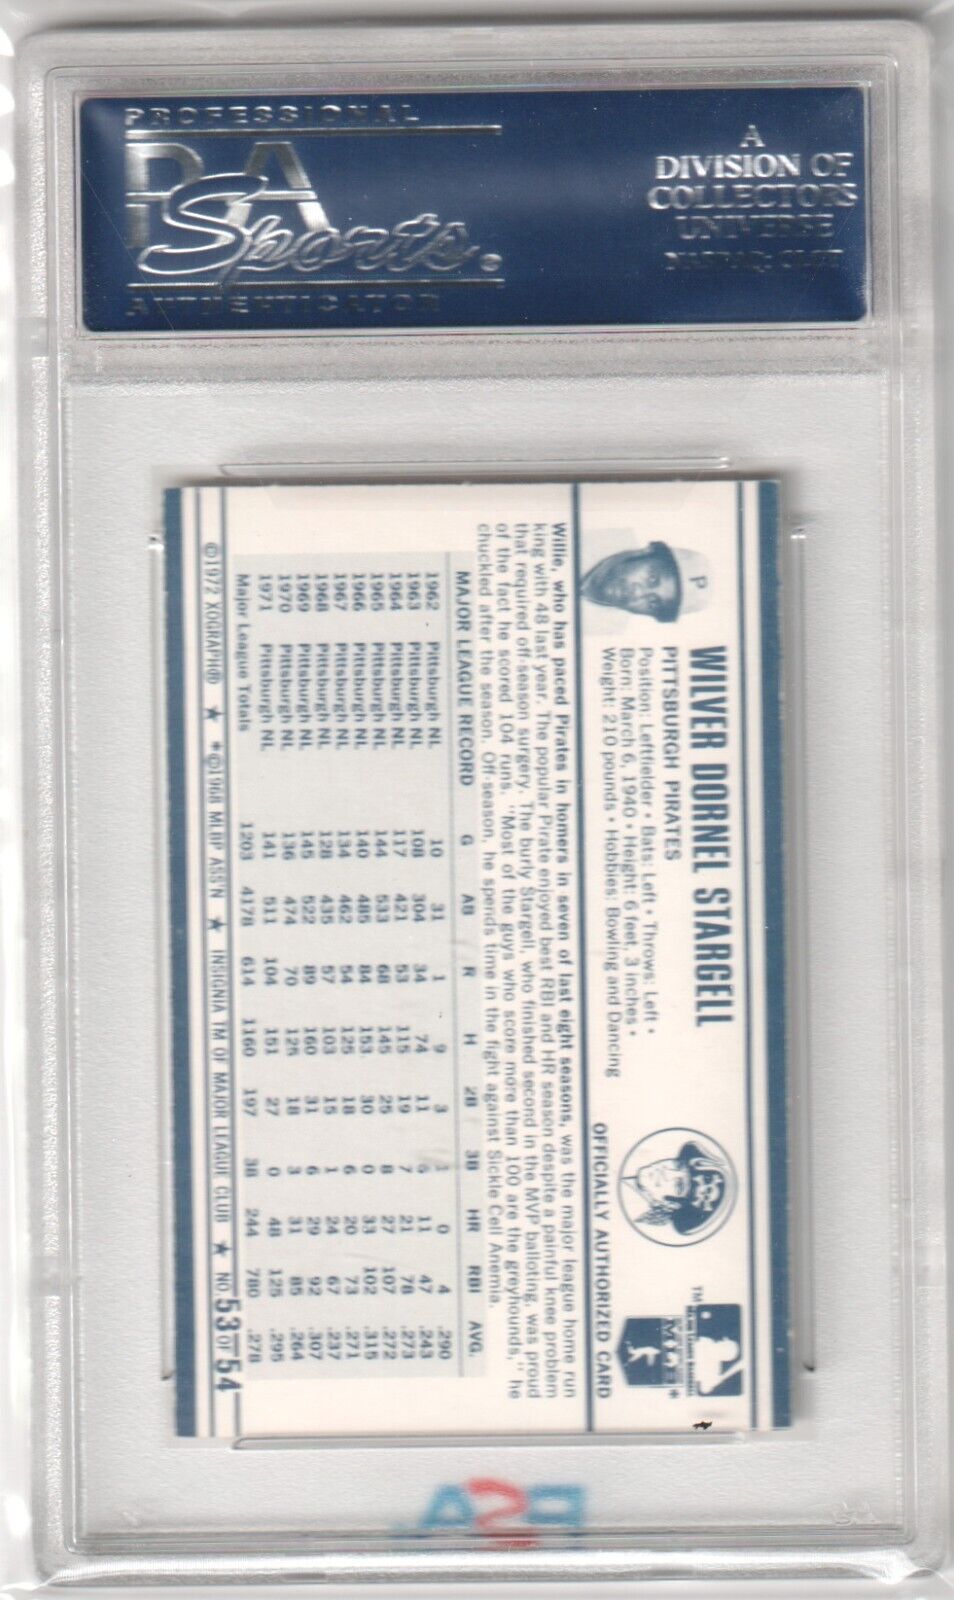 PROFESSIONAL
PSA
Sports®
AUTHENTICATOR
A
DIVISION OF
COLLECTORS
UNIVERSE
NASDAQ: CLCT
P
WILVER DORNEL STARGELL
PITTSBURGH PIRATES
Position: Leftfielder • Bats: Left • Throws: Left •
Born: March 6, 1940 • Height: 6 feet, 3 inches •
Weight: 210 pounds • Hobbies: Bowling and Dancing
TM
MAJOR LEAGUE BASEBALL
MLBP*
OFFICIALLY AUTHORIZED CARD
Willie, who has paced Pirates in homers in seven of last eight seasons, was the major league home run
king with 48 last year. The popular Pirate enjoyed best RBI and HR season despite a painful knee problem
that required off-season surgery. The burly Stargell, who finished second in the MVP balloting, was proud
of the fact he scored 104 runs. "Most of the guys who score more than 100 are the greyhounds," he
chuckled after the season. Off-season, he spends time in the fight against Sickle Cell Anemia.
MAJOR LEAGUE RECORD G AB R H 2B 3B HR RBI AVG.
1962 Pittsburgh NL 10 31 1 9 3 1 0 4 .290
1963 Pittsburgh NL 108 304 34 74 11 6 11 47 .243
1964 Pittsburgh NL 117 421 53 115 19 7 21 78 .273
1965 Pittsburgh NL 144 533 68 145 25 8 27 107 .272
1966 Pittsburgh NL 140 485 84 153 30 0 33 102 .315
1967 Pittsburgh NL 134 462 54 125 18 6 20 73 .271
1968 Pittsburgh NL 128 435 57 103 15 1 24 67 .237
1969 Pittsburgh NL 145 522 89 160 31 6 29 92 .307
1970 Pittsburgh NL 136 474 70 125 18 3 31 85 .264
1971 Pittsburgh NL 141 511 104 151 27 0 48 125 .295
Major League Totals 1203 4178 614 1160 197 38 244 780 .278
©1972 XOGRAPH® ★ *©1968 MLBP ASS'N ★ INSIGNIA TM OF MAJOR LEAGUE CLUB ★ NO. 53 OF 54
PSA